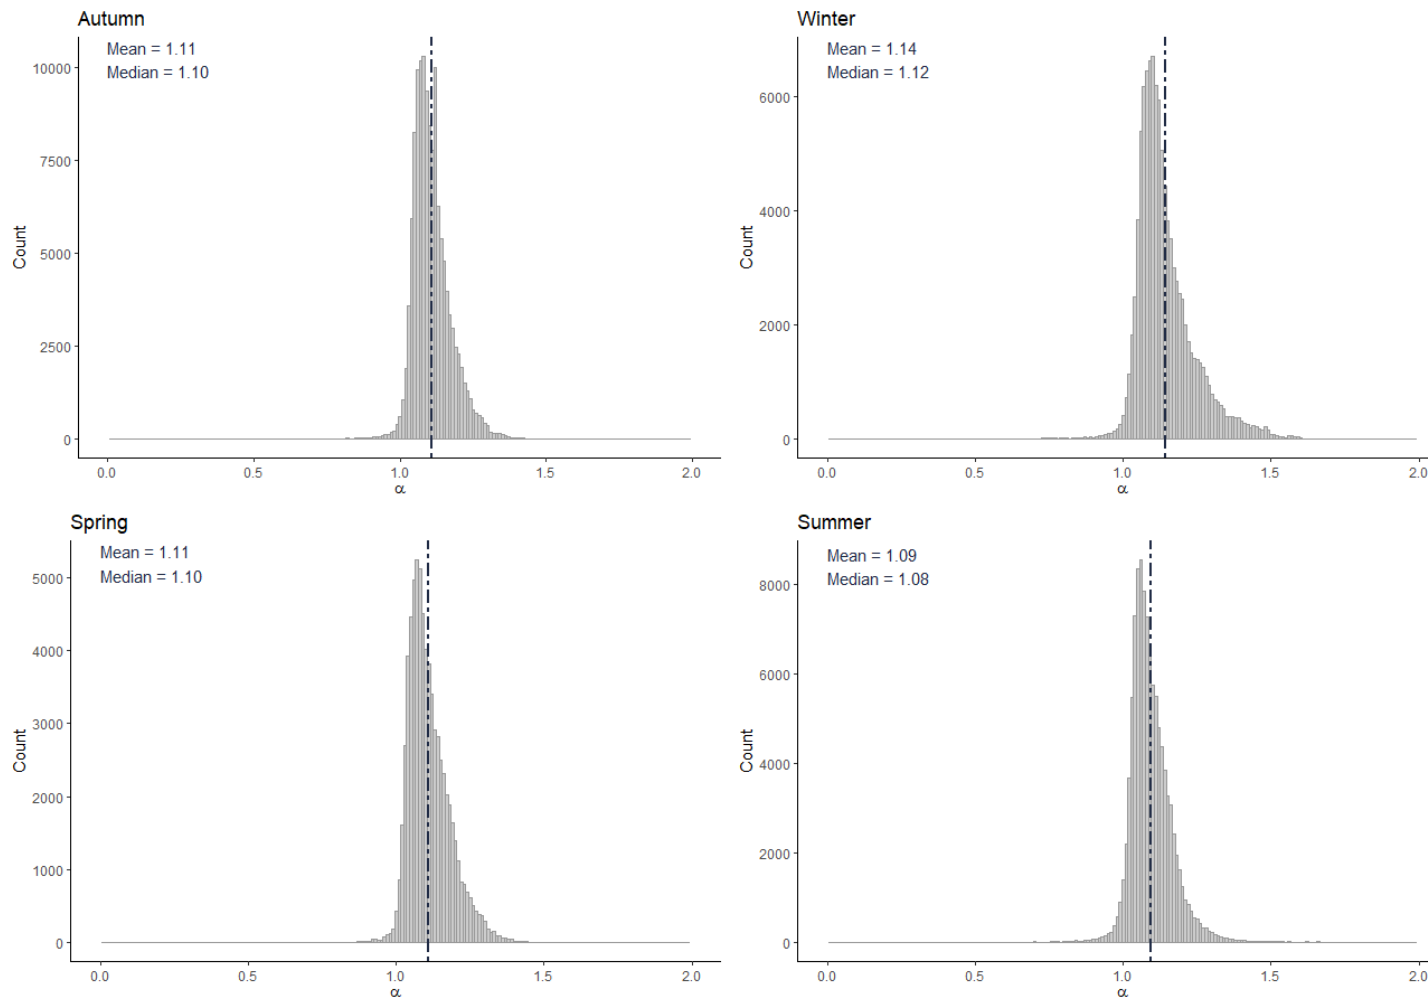 Autumn
Mean = 1.11
Median = 1.10
10000
7500
5000
2500
0
Count
0.0 0.5 1.0 1.5 2.0
α
Winter
Mean = 1.14
Median = 1.12
6000
4000
2000
0
Count
0.0 0.5 1.0 1.5 2.0
α
Spring
Mean = 1.11
Median = 1.10
5000
4000
3000
2000
1000
0
Count
0.0 0.5 1.0 1.5 2.0
α
Summer
Mean = 1.09
Median = 1.08
8000
6000
4000
2000
0
Count
0.0 0.5 1.0 1.5 2.0
α